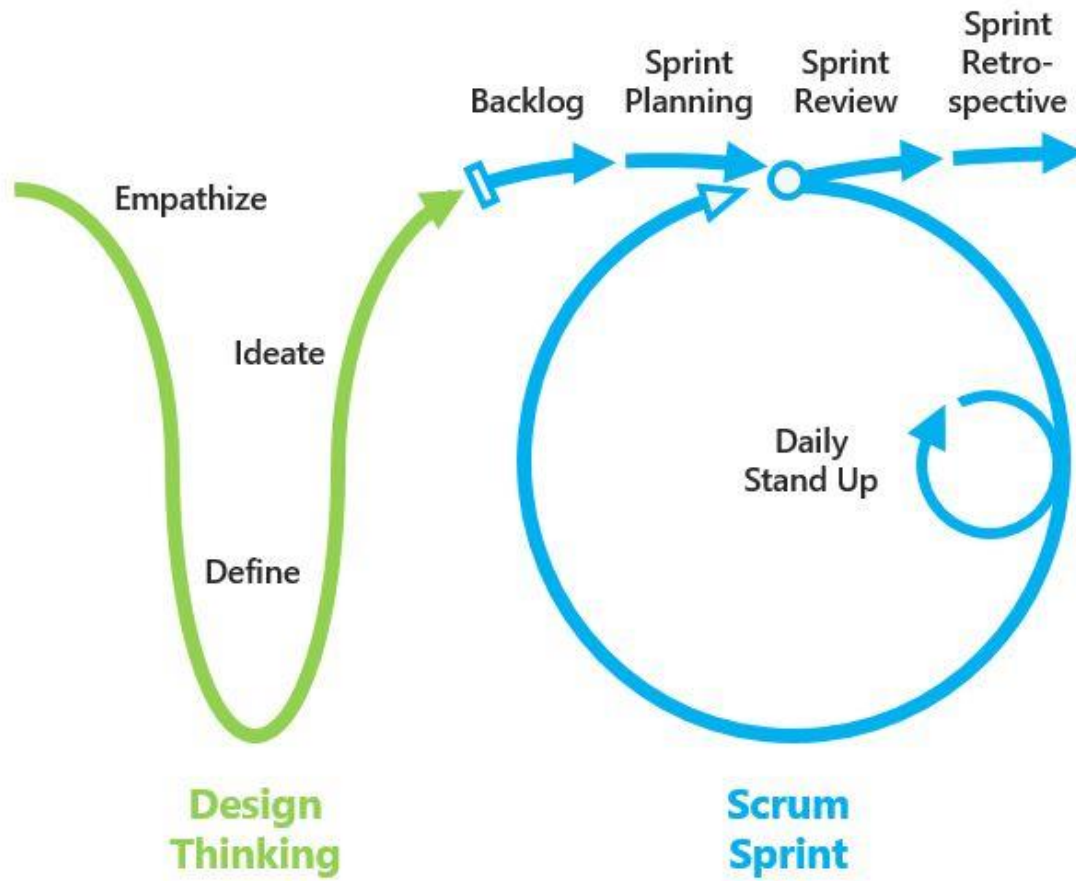 Empathize
Define
Ideate
Design
Thinking
Backlog
Sprint
Planning
Sprint
Review
Sprint
Retro-
spective
Daily
Stand Up
Scrum
Sprint